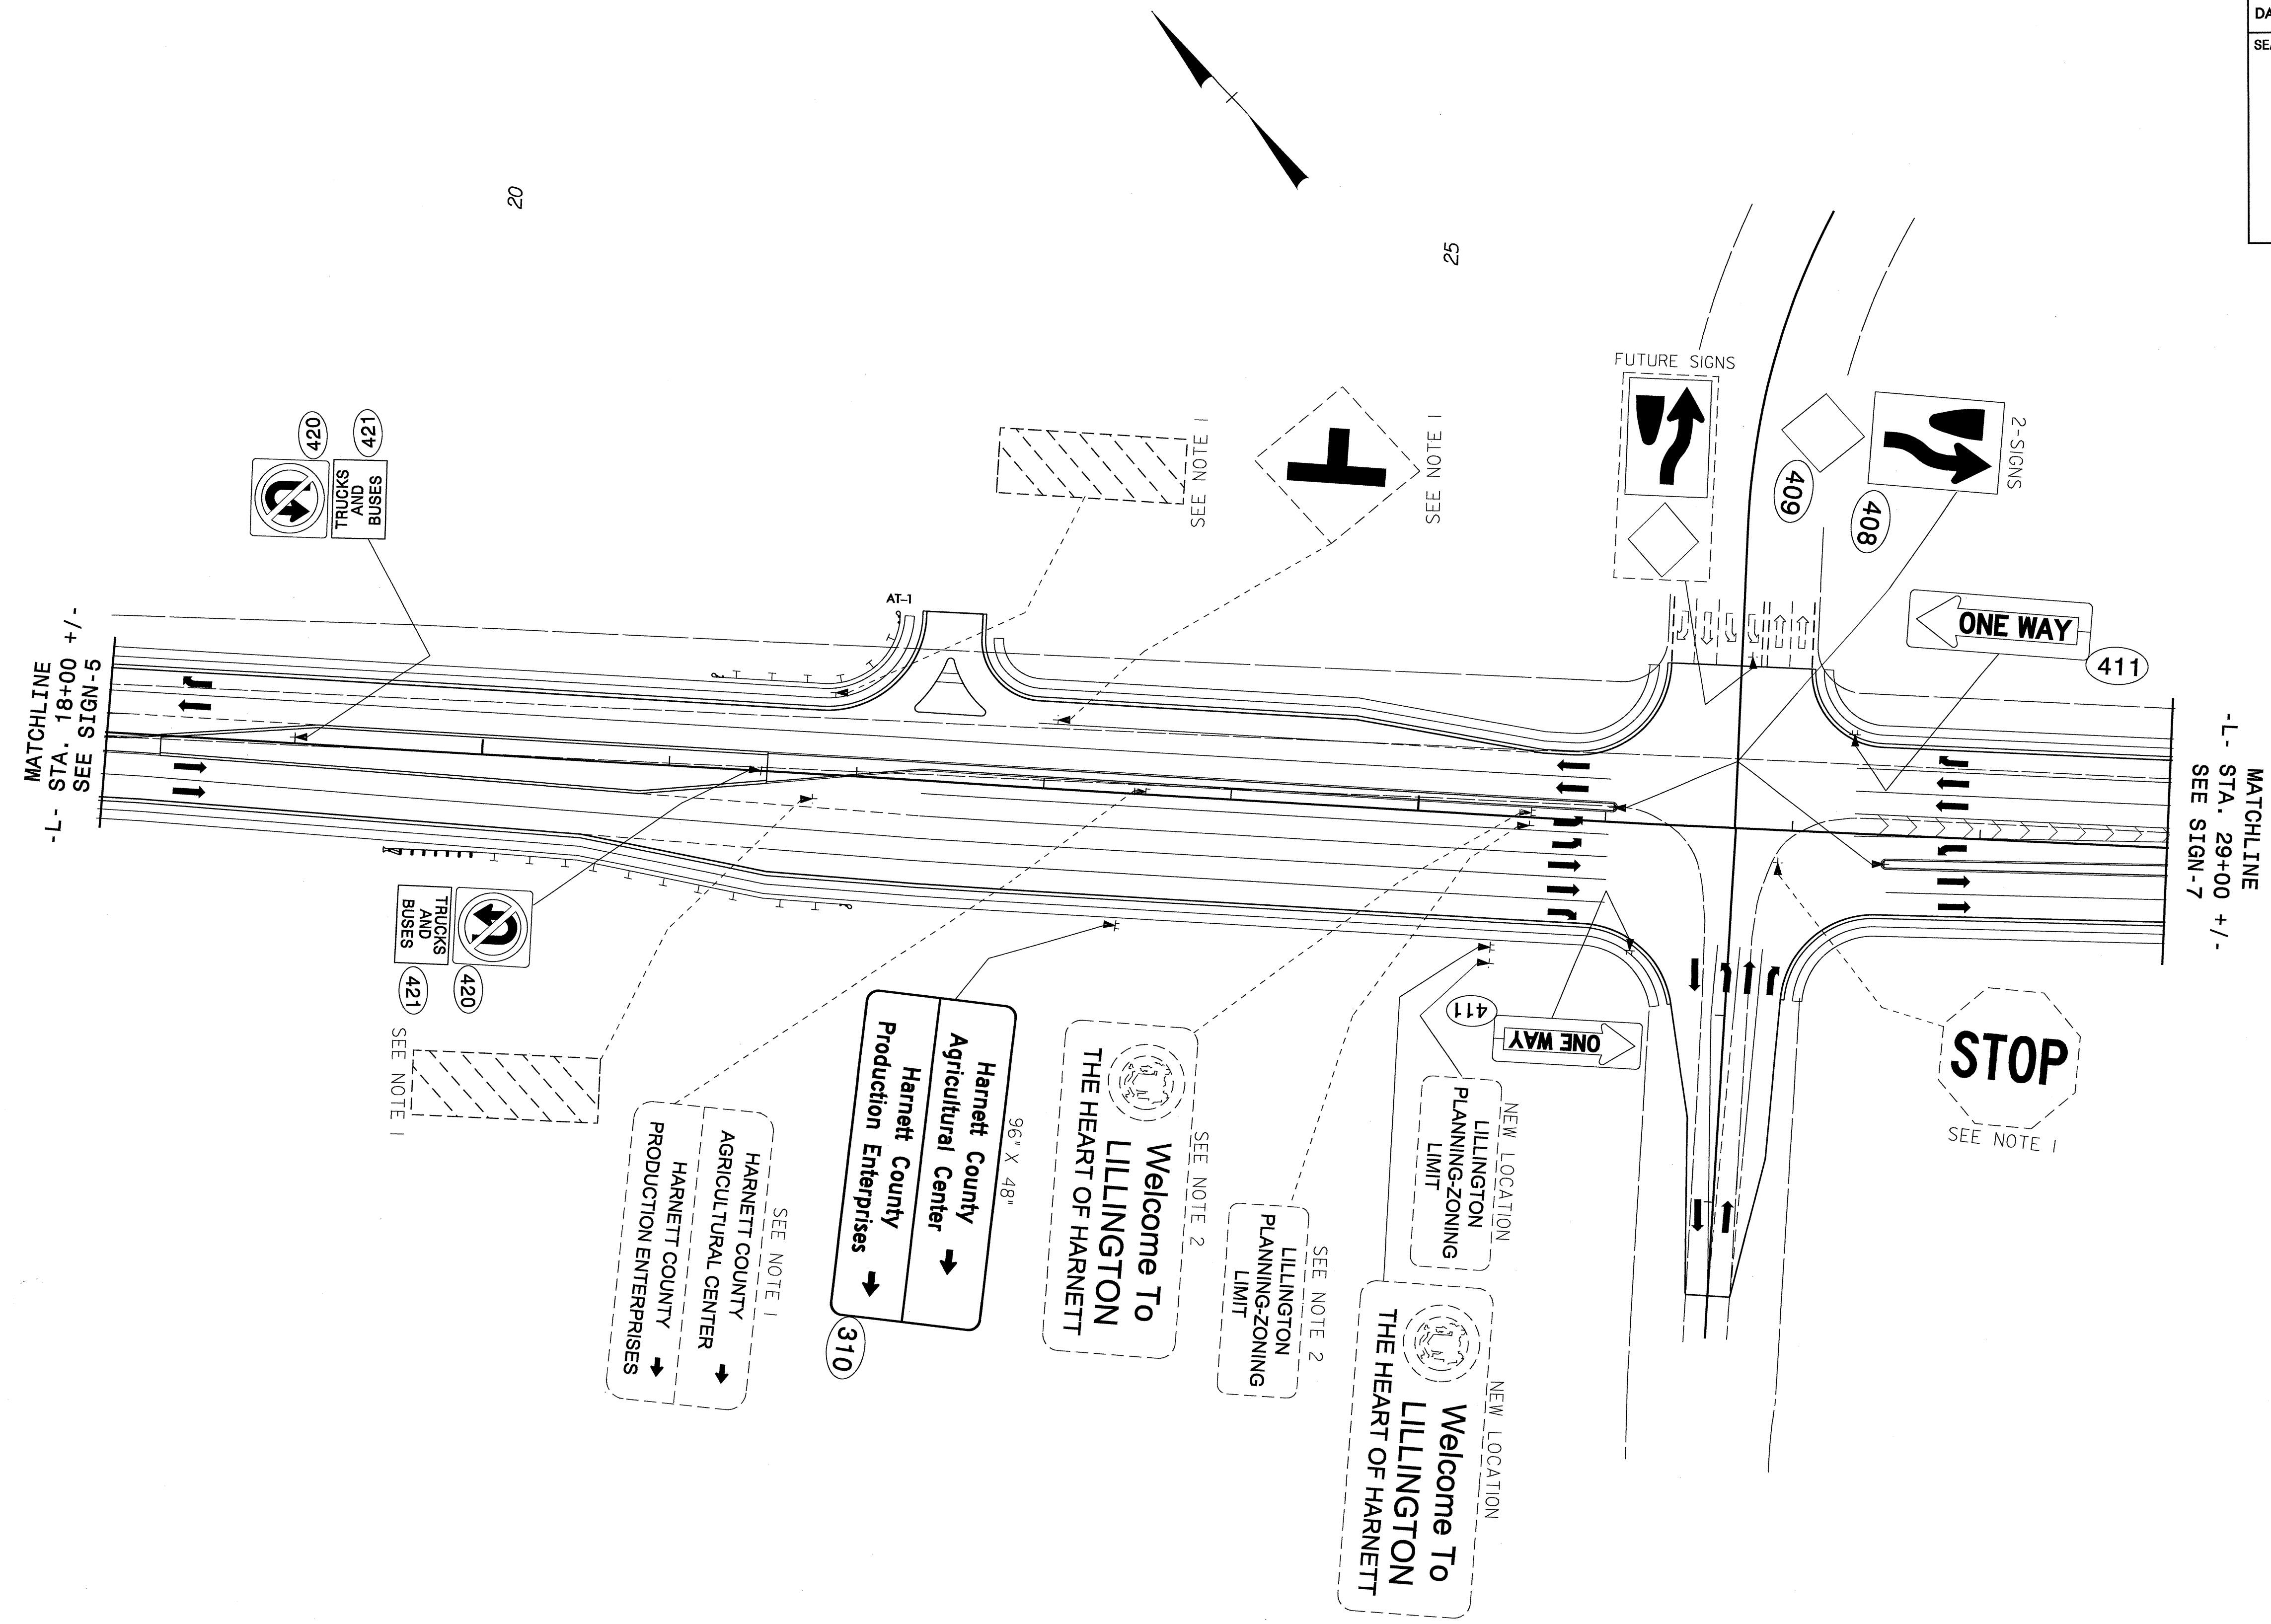 DA
SEA
20
25
420
421
TRUCKS
AND
BUSES
SEE NOTE 1
SEE NOTE 1
FUTURE SIGNS
409
408
2-SIGNS
ONE WAY
411
AT-1
MATCHLINE
-L- STA. 18+00 +/-
SEE SIGN-5
MATCHLINE
-L- STA. 29+00 +/-
SEE SIGN-7
TRUCKS
AND
BUSES
421
420
SEE NOTE 1
HARNETT COUNTY
AGRICULTURAL CENTER
HARNETT COUNTY
PRODUCTION ENTERPRISES
SEE NOTE 1
Harnett County
Agricultural Center
Harnett County
Production Enterprises
96" X 48"
310
Welcome To
LILLINGTON
THE HEART OF HARNETT
SEE NOTE 2
LILLINGTON
PLANNING-ZONING
LIMIT
SEE NOTE 2
LILLINGTON
PLANNING-ZONING
LIMIT
NEW LOCATION
Welcome To
LILLINGTON
THE HEART OF HARNETT
NEW LOCATION
411
ONE WAY
STOP
SEE NOTE 1